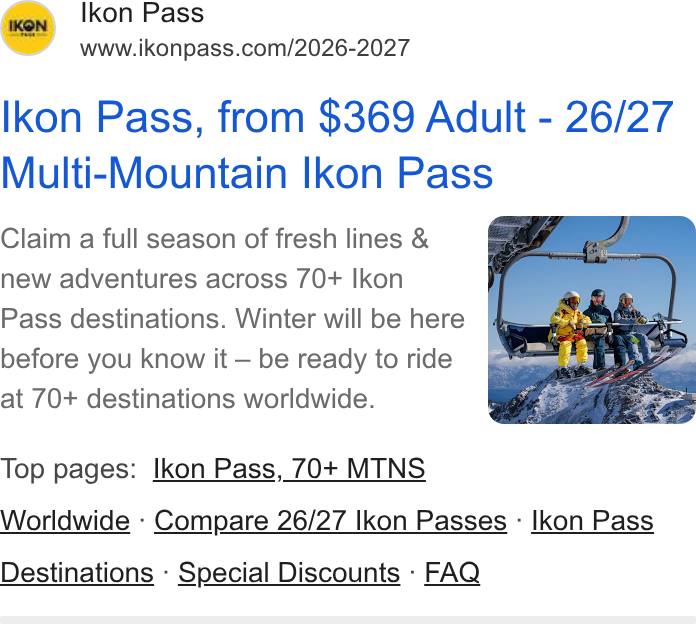 IKON
PASS
Ikon Pass
www.ikonpass.com/2026-2027
Ikon Pass, from $369 Adult - 26/27
Multi-Mountain Ikon Pass
Claim a full season of fresh lines &
new adventures across 70+ Ikon
Pass destinations. Winter will be here
before you know it – be ready to ride
at 70+ destinations worldwide.
Top pages: Ikon Pass, 70+ MTNS
Worldwide · Compare 26/27 Ikon Passes · Ikon Pass
Destinations · Special Discounts · FAQ